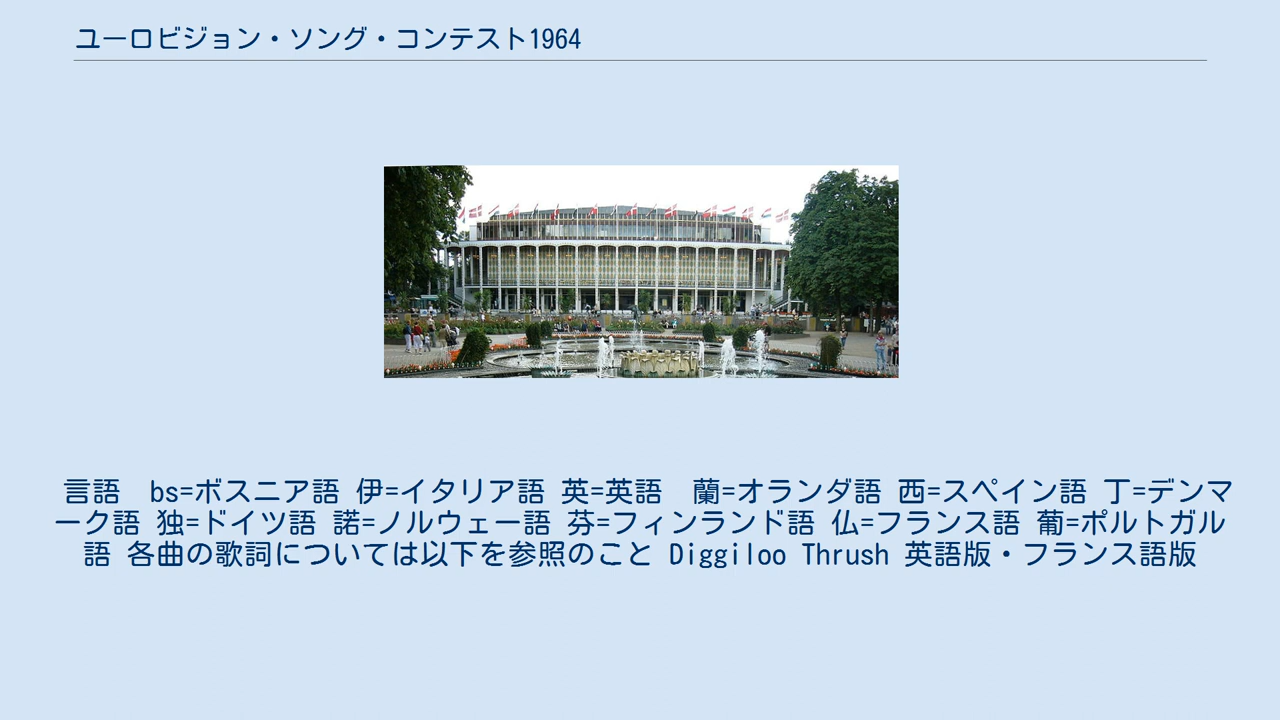 ユーロビジョン・ソング・コンテスト1964
言語　bs=ボスニア語 伊=イタリア語 英=英語　蘭=オランダ語 西=スペイン語 丁=デンマ
ーク語 独=ドイツ語 諾=ノルウェー語 芬=フィンランド語 仏=フランス語 葡=ポルトガル
語 各曲の歌詞については以下を参照のこと Diggiloo Thrush 英語版・フランス語版